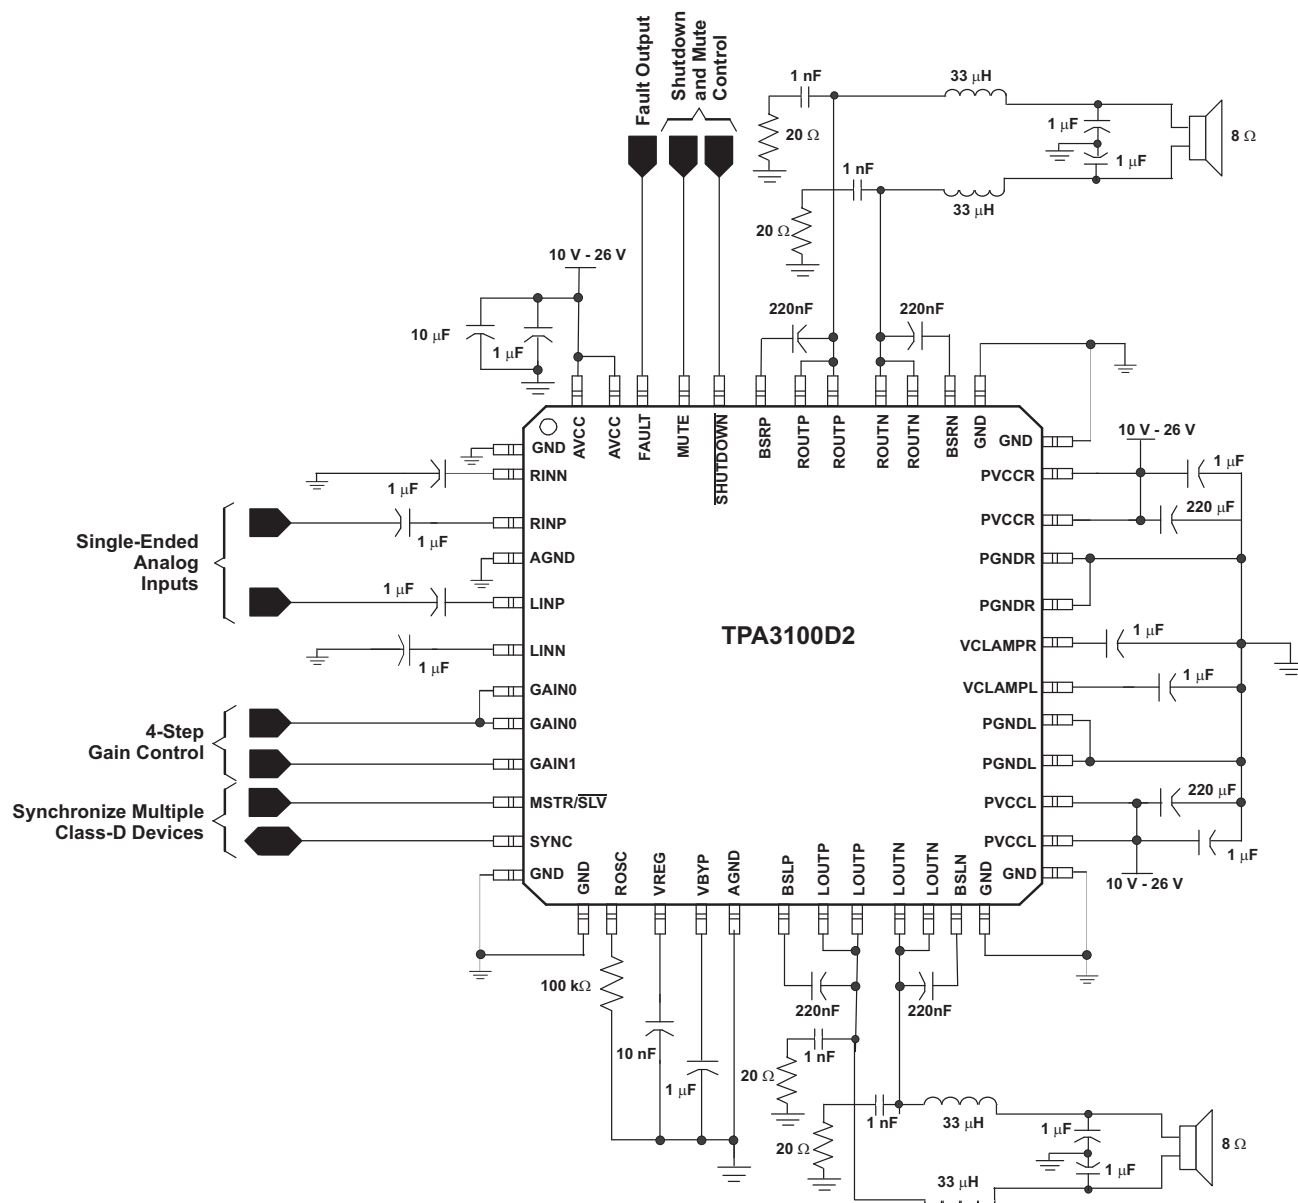 Fault Output
Shutdown
and Mute
Control
1 nF
33 μH
20 Ω
1 μF
1 μF
8 Ω
1 nF
33 μH
20 Ω
10 V - 26 V
10 μF
1 μF
220nF
220nF
AVCC
AVCC
FAULT
MUTE
SHUTDOWN
BSRP
ROUTP
ROUTP
ROUTN
ROUTN
BSRN
GND
GND
RINN
1 μF
RINP
1 μF
Single-Ended
Analog
Inputs
AGND
1 μF
LINP
LINN
1 μF
GAIN0
4-Step
Gain Control
GAIN0
GAIN1
Synchronize Multiple
Class-D Devices
MSTR/SLV
SYNC
GND
TPA3100D2
GND
10 V - 26 V
PVCCR
1 μF
PVCCR
220 μF
PGNDR
PGNDR
VCLAMPR
1 μF
VCLAMPL
1 μF
PGNDL
PGNDL
PVCCL
220 μF
PVCCL
1 μF
GND
10 V - 26 V
GND
ROSC
VREG
VBYP
AGND
BSLP
LOUTP
LOUTP
LOUTN
LOUTN
BSLN
GND
100 kΩ
10 nF
1 μF
220nF
220nF
1 nF
20 Ω
1 nF
33 μH
20 Ω
1 μF
1 μF
8 Ω
33 μH